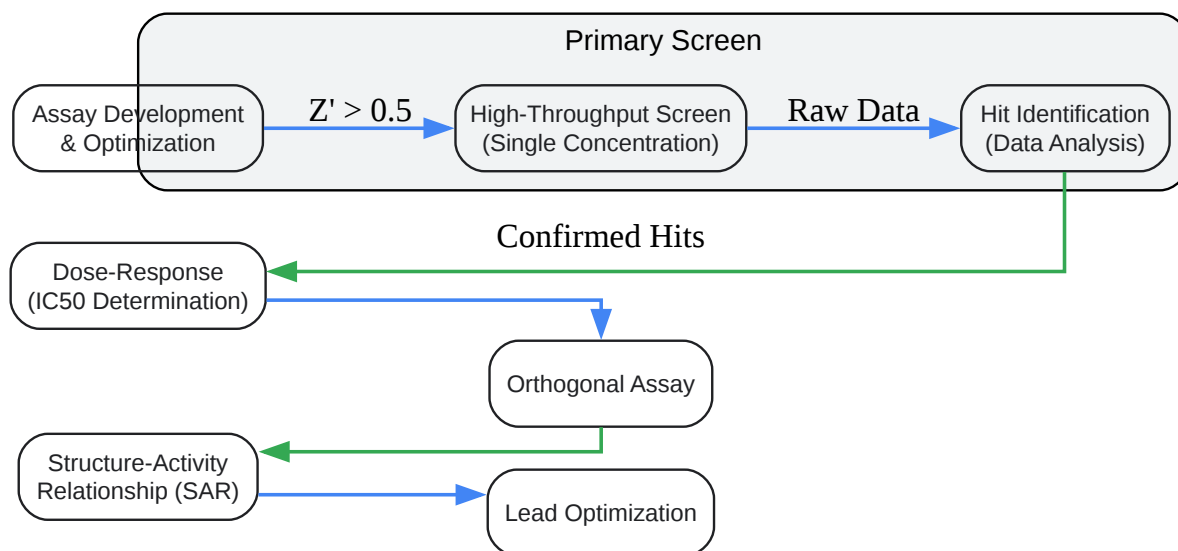 Primary Screen
Assay Development
& Optimization
Z' > 0.5
High-Throughput Screen
(Single Concentration)
Raw Data
Hit Identification
(Data Analysis)
Confirmed Hits
Dose-Response
(IC50 Determination)
Orthogonal Assay
Structure-Activity
Relationship (SAR)
Lead Optimization